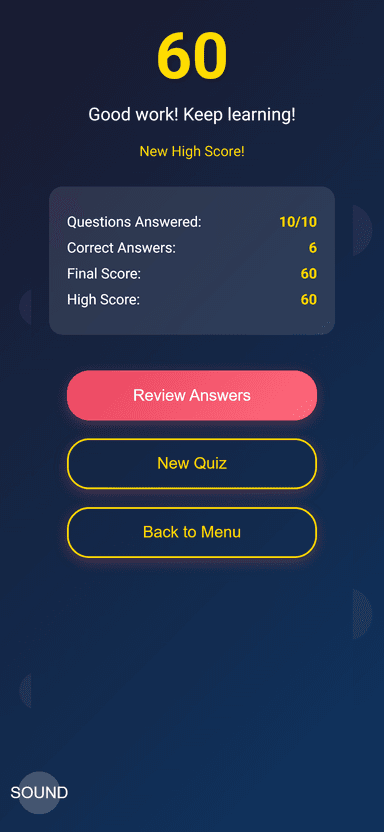 60
Good work! Keep learning!
New High Score!
Questions Answered: 10/10
Correct Answers: 6
Final Score: 60
High Score: 60
Review Answers
New Quiz
Back to Menu
SOUND